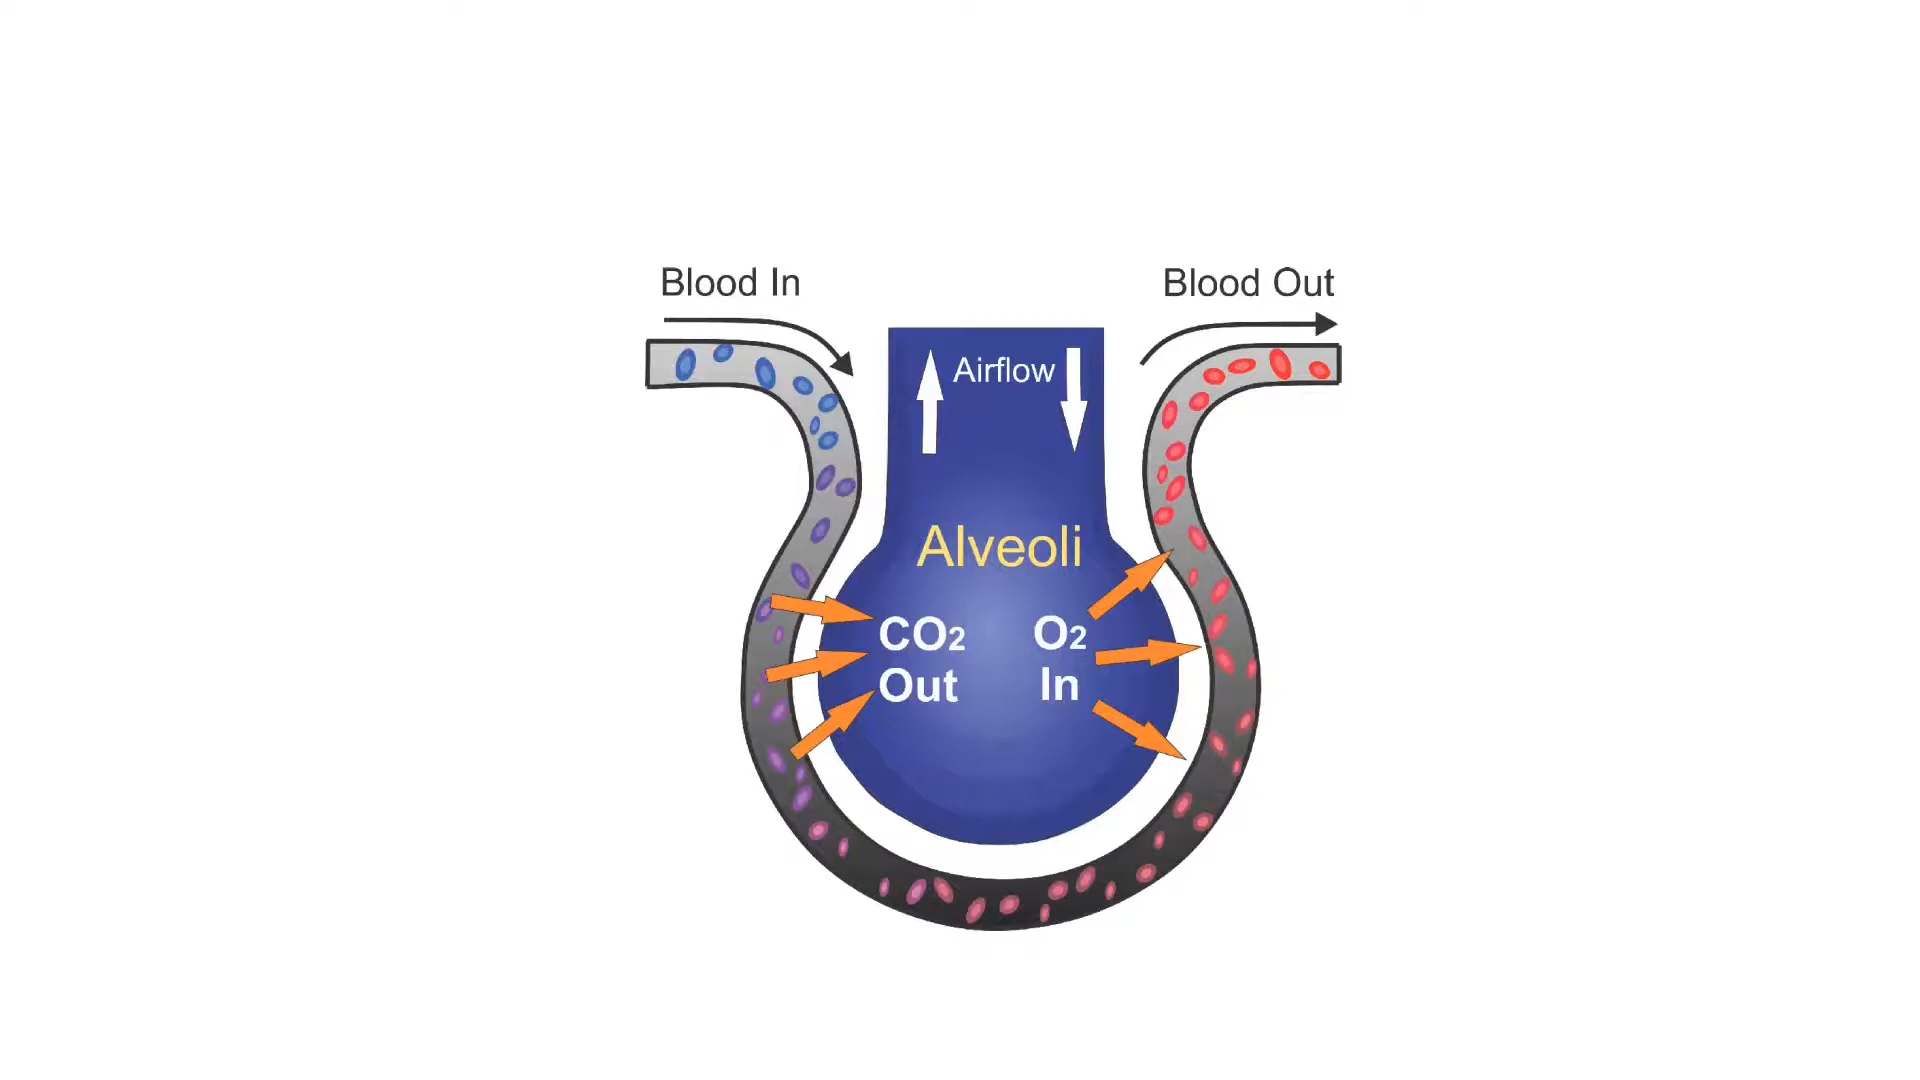 Blood In
Blood Out
Airflow
Alveoli
CO2
Out
O2
In